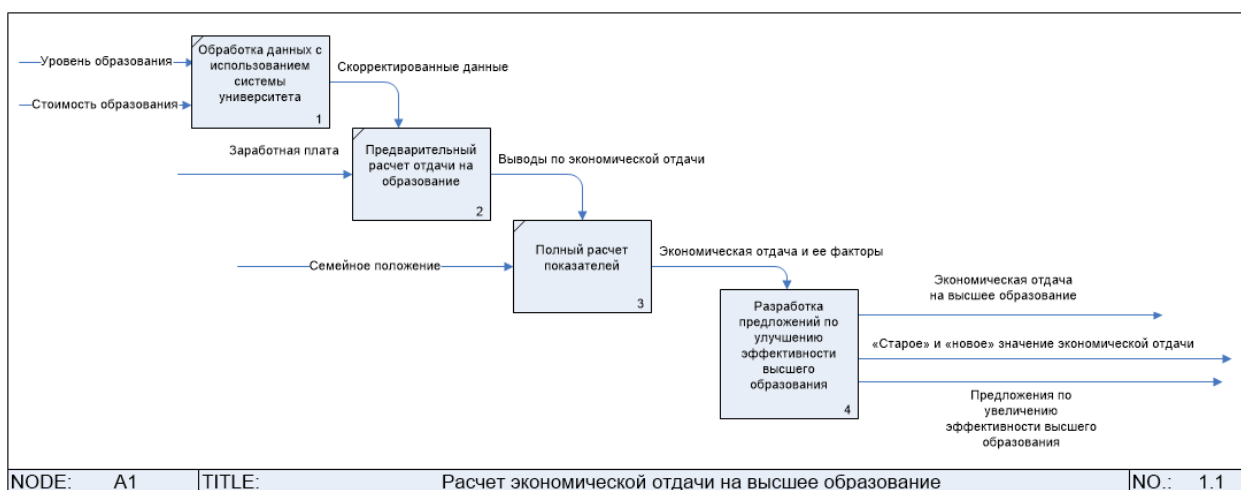 Уровень образования
Стоимость образования
Обработка данных с
использованием
системы
университета
1
Скорректированные данные
Заработная плата
Предварительный
расчет отдачи на
образование
2
Выводы по экономической отдачи
Семейное положение
Полный расчет
показателей
3
Экономическая отдача и ее факторы
Разработка
предложений по
улучшению
эффективности
высшего
образования
4
Экономическая отдача
на высшее образование
«Старое» и «новое» значение экономической отдачи
Предложения по
увеличению
эффективности высшего
образования
NODE: A1 TITLE: Расчет экономической отдачи на высшее образование NO.: 1.1